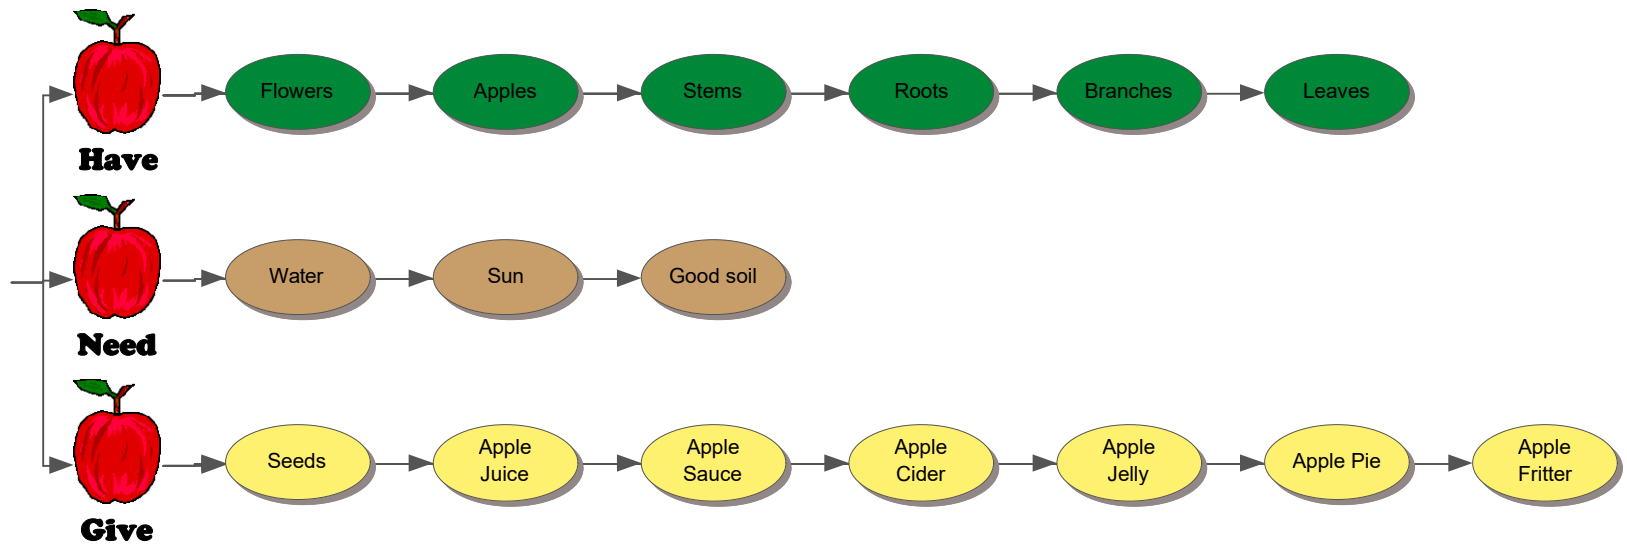 Flowers
Apples
Stems
Roots
Branches
Leaves
Have
Water
Sun
Good soil
Need
Seeds
Apple
Juice
Apple
Sauce
Apple
Cider
Apple
Jelly
Apple Pie
Apple
Fritter
Give